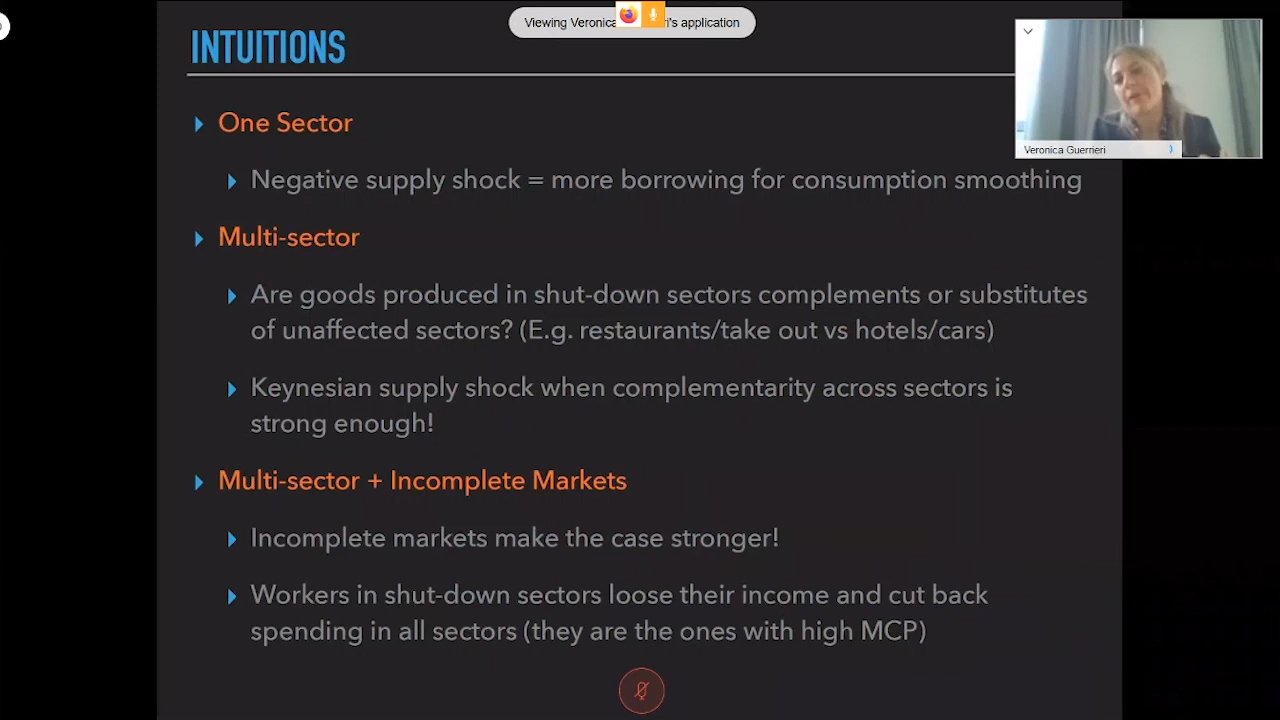 Viewing Veronica ri's application
INTUITIONS
One Sector
Negative supply shock = more borrowing for consumption smoothing
Multi-sector
Are goods produced in shut-down sectors complements or substitutes
of unaffected sectors? (E.g. restaurants/take out vs hotels/cars)
Keynesian supply shock when complementarity across sectors is
strong enough!
Multi-sector + Incomplete Markets
Incomplete markets make the case stronger!
Workers in shut-down sectors loose their income and cut back
spending in all sectors (they are the ones with high MCP)
Veronica Guerrieri